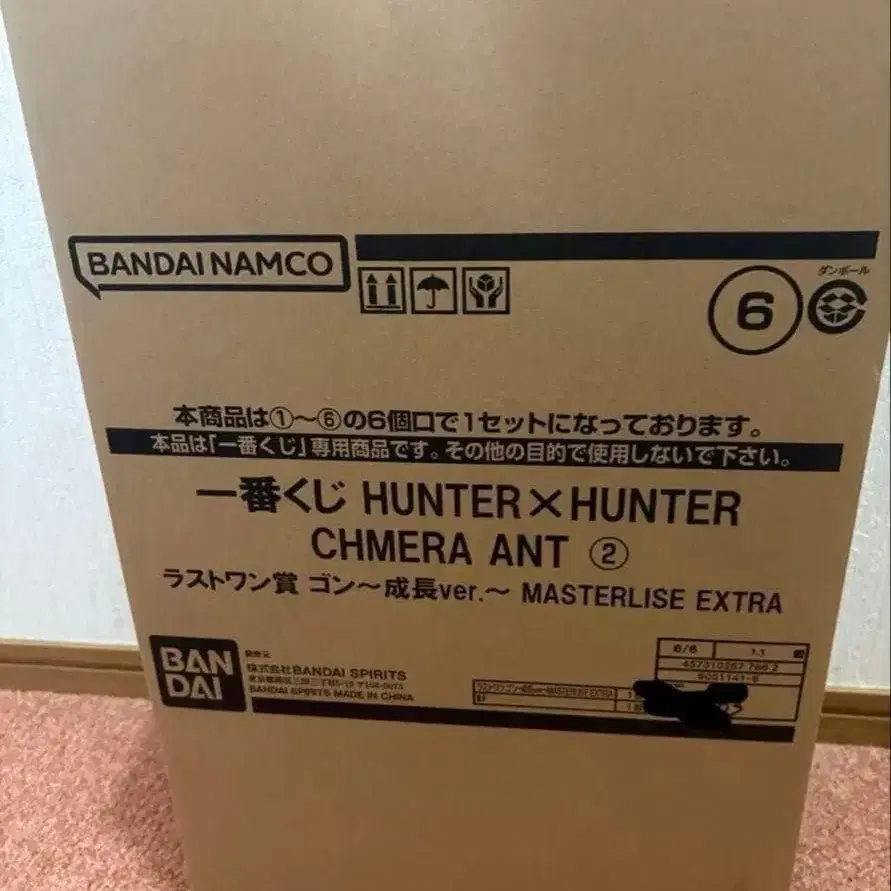 BANDAI NAMCO
ダンボール
6
本商品は①〜⑥の6個口で1セットになっております。
本品は「一番くじ」専用商品です。その他の目的で使用しないで下さい。
一番くじ HUNTER×HUNTER
CHMERA ANT ②
ラストワン賞 ゴン〜成長ver.〜 MASTERLISE EXTRA
BAN
DAI
発売元
株式会社BANDAI SPIRITS
BANDAI SPIRITS MADE IN CHINA
6/6
1.1